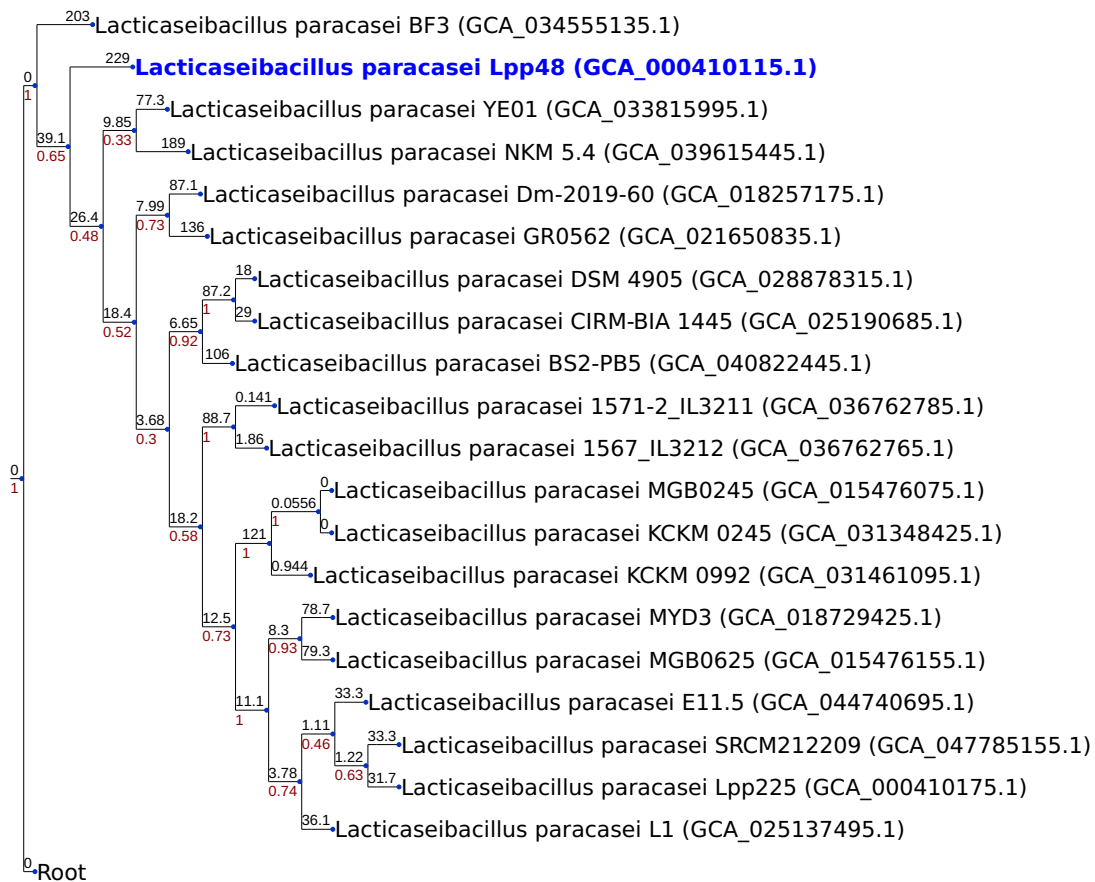 203 Lacticaseibacillus paracasei BF3 (GCA_034555135.1)
229 Lacticaseibacillus paracasei Lpp48 (GCA_000410115.1)
0
1
77.3 Lacticaseibacillus paracasei YE01 (GCA_033815995.1)
9.85
0.33
39.1
0.65
189 Lacticaseibacillus paracasei NKM 5.4 (GCA_039615445.1)
87.1 Lacticaseibacillus paracasei Dm-2019-60 (GCA_018257175.1)
7.99
0.73
26.4
0.48
136 Lacticaseibacillus paracasei GR0562 (GCA_021650835.1)
18 Lacticaseibacillus paracasei DSM 4905 (GCA_028878315.1)
87.2
1
18.4
0.52
29 Lacticaseibacillus paracasei CIRM-BIA 1445 (GCA_025190685.1)
6.65
0.92
106 Lacticaseibacillus paracasei BS2-PB5 (GCA_040822445.1)
0.141 Lacticaseibacillus paracasei 1571-2_IL3211 (GCA_036762785.1)
88.7
1
3.68
0.3
1.86 Lacticaseibacillus paracasei 1567_IL3212 (GCA_036762765.1)
0
1
0 Lacticaseibacillus paracasei MGB0245 (GCA_015476075.1)
0.0556
1
18.2
0.58
0 Lacticaseibacillus paracasei KCKM 0245 (GCA_031348425.1)
121
1
0.944 Lacticaseibacillus paracasei KCKM 0992 (GCA_031461095.1)
78.7 Lacticaseibacillus paracasei MYD3 (GCA_018729425.1)
12.5
0.73
8.3
0.93
79.3 Lacticaseibacillus paracasei MGB0625 (GCA_015476155.1)
33.3 Lacticaseibacillus paracasei E11.5 (GCA_044740695.1)
11.1
1
1.11
0.46
33.3 Lacticaseibacillus paracasei SRCM212209 (GCA_047785155.1)
1.22
0.63
3.78
0.74
31.7 Lacticaseibacillus paracasei Lpp225 (GCA_000410175.1)
36.1 Lacticaseibacillus paracasei L1 (GCA_025137495.1)
0 Root